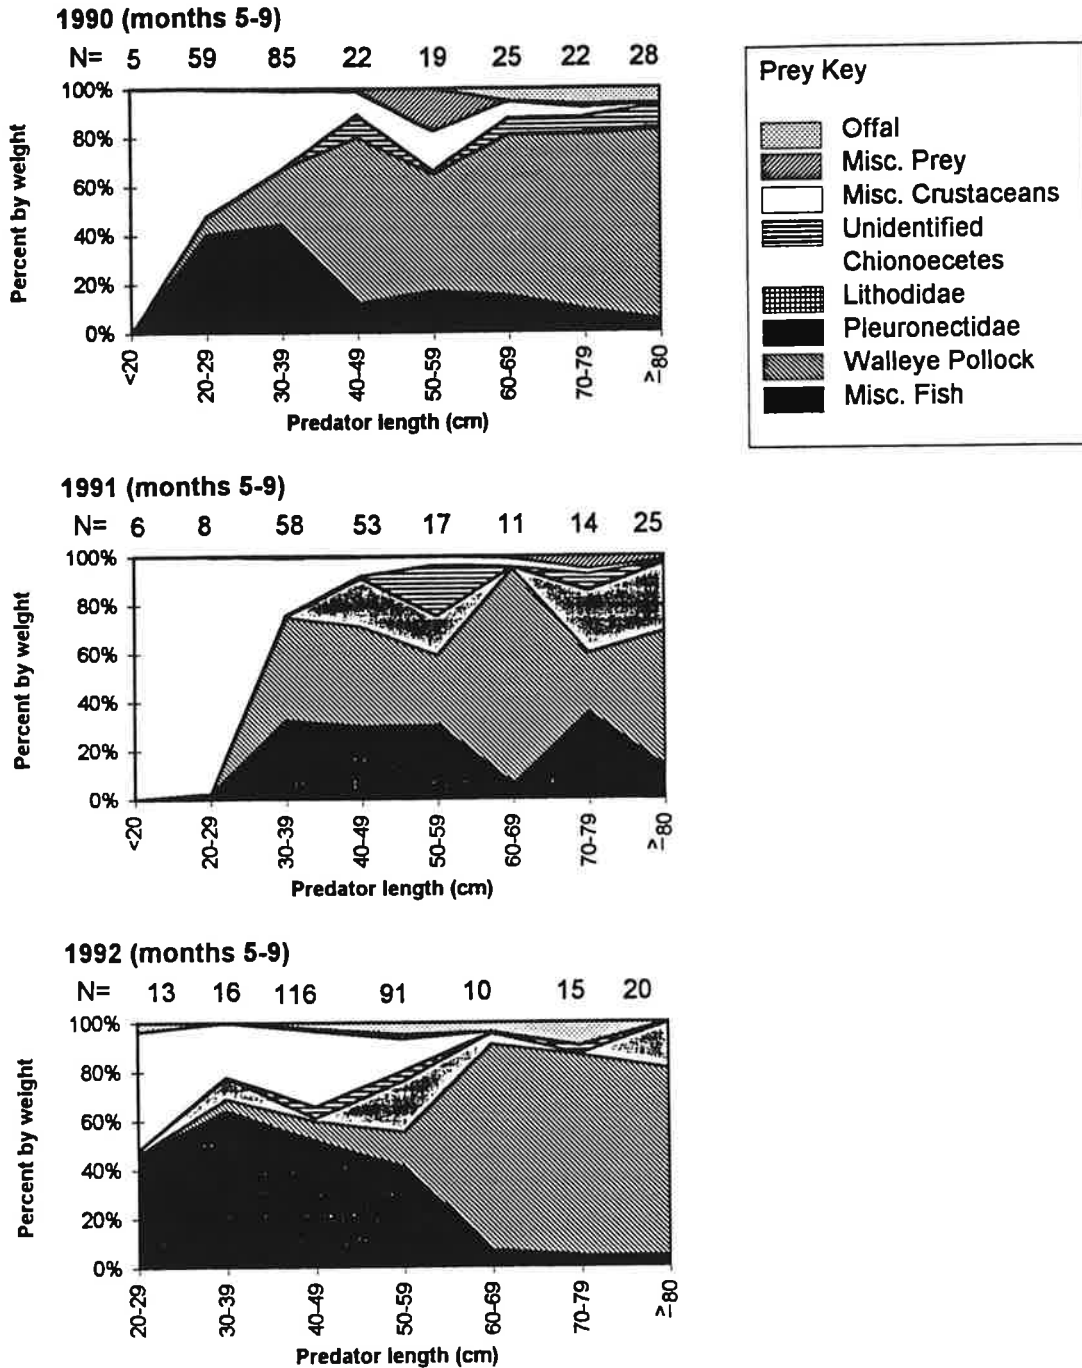 1990 (months 5-9)
N= 5 59 85 22 19 25 22 28
100%
80%
60%
40%
20%
0%
Percent by weight
<20 20-29 30-39 40-49 50-59 60-69 70-79 ≥80
Predator length (cm)
Prey Key
Offal
Misc. Prey
Misc. Crustaceans
Unidentified
Chionoecetes
Lithodidae
Pleuronectidae
Walleye Pollock
Misc. Fish
1991 (months 5-9)
N= 6 8 58 53 17 11 14 25
100%
80%
60%
40%
20%
0%
Percent by weight
<20 20-29 30-39 40-49 50-59 60-69 70-79 ≥80
Predator length (cm)
1992 (months 5-9)
N= 13 16 116 91 10 15 20
100%
80%
60%
40%
20%
0%
Percent by weight
20-29 30-39 40-49 50-59 60-69 70-79 ≥80
Predator length (cm)